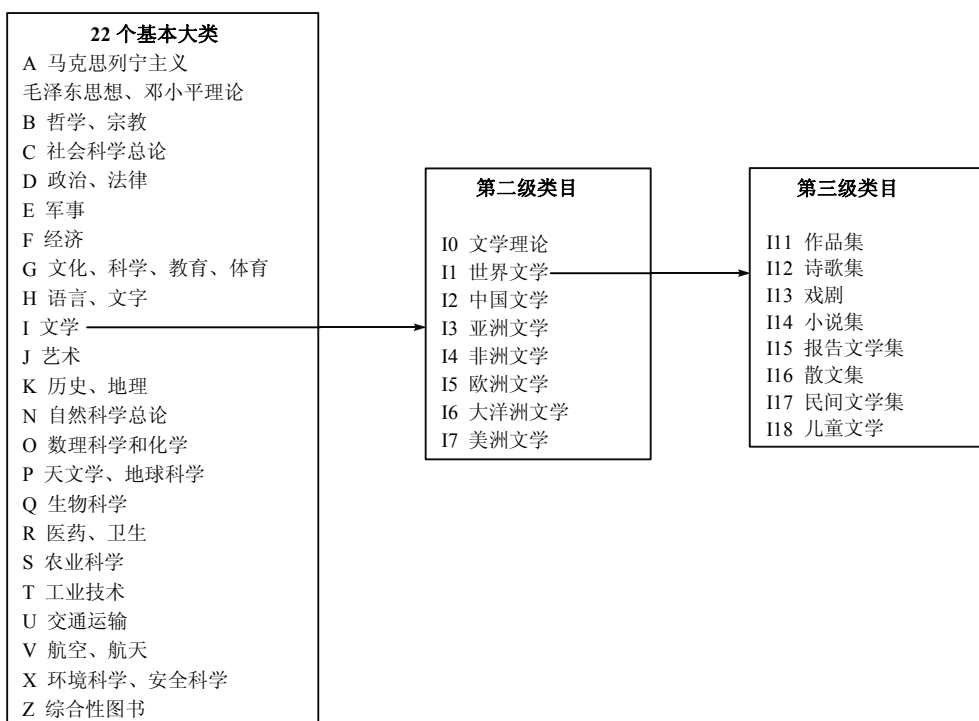 22 个基本大类
A 马克思列宁主义
毛泽东思想、邓小平理论
B 哲学、宗教
C 社会科学总论
D 政治、法律
E 军事
F 经济
G 文化、科学、教育、体育
H 语言、文字
I 文学
J 艺术
K 历史、地理
N 自然科学总论
O 数理科学和化学
P 天文学、地球科学
Q 生物科学
R 医药、卫生
S 农业科学
T 工业技术
U 交通运输
V 航空、航天
X 环境科学、安全科学
Z 综合性图书
第二级类目
I0 文学理论
I1 世界文学
I2 中国文学
I3 亚洲文学
I4 非洲文学
I5 欧洲文学
I6 大洋洲文学
I7 美洲文学
第三级类目
I11 作品集
I12 诗歌集
I13 戏剧
I14 小说集
I15 报告文学集
I16 散文集
I17 民间文学集
I18 儿童文学